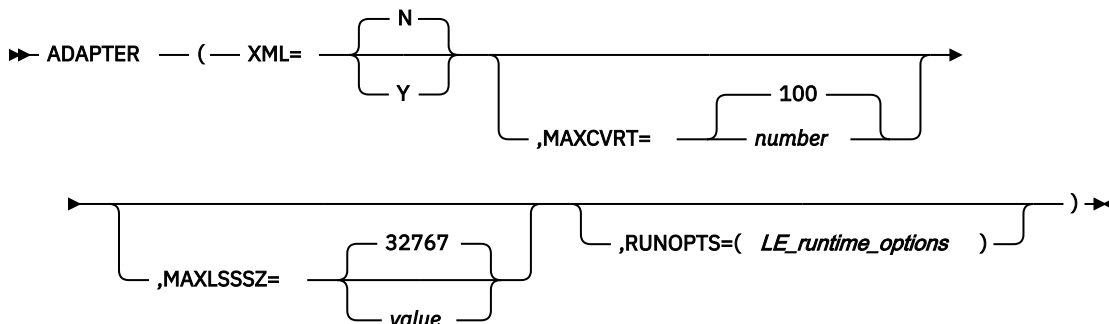 N
ADAPTER ( XML=
Y
100
,MAXCVRT= number
) 
32767
,RUNOPTS=( LE_runtime_options )
,MAXLSSSZ=
value